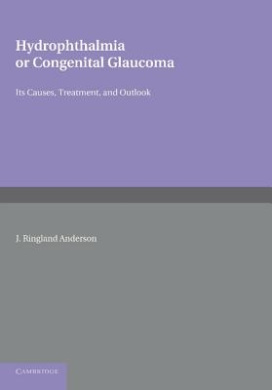 Hydrophthalmia
or Congenital Glaucoma
Its Causes, Treatment, and Outlook
J. Ringland Anderson
CAMBRIDGE